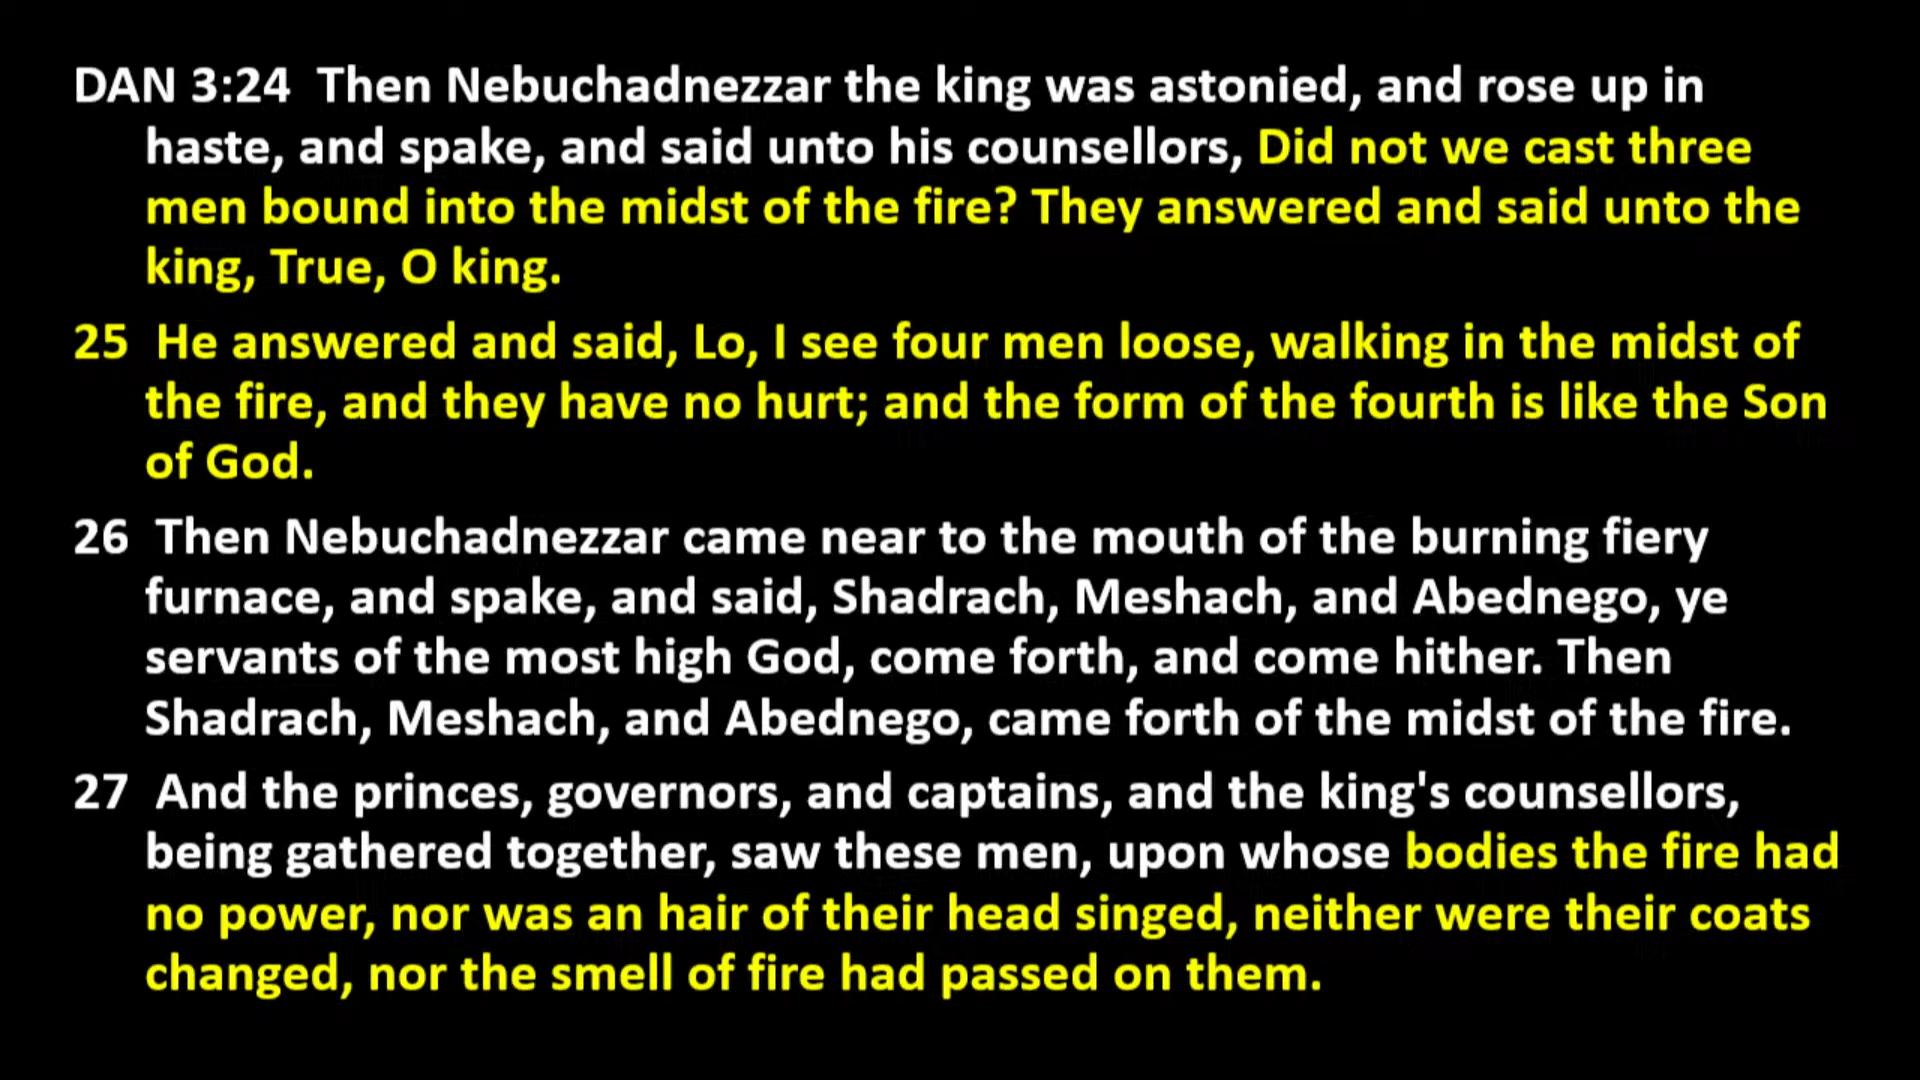 DAN 3:24 Then Nebuchadnezzar the king was astonied, and rose up in
haste, and spake, and said unto his counsellors, Did not we cast three
men bound into the midst of the fire? They answered and said unto the
king, True, O king.
25 He answered and said, Lo, I see four men loose, walking in the midst of
the fire, and they have no hurt; and the form of the fourth is like the Son
of God.
26 Then Nebuchadnezzar came near to the mouth of the burning fiery
furnace, and spake, and said, Shadrach, Meshach, and Abednego, ye
servants of the most high God, come forth, and come hither. Then
Shadrach, Meshach, and Abednego, came forth of the midst of the fire.
27 And the princes, governors, and captains, and the king's counsellors,
being gathered together, saw these men, upon whose bodies the fire had
no power, nor was an hair of their head singed, neither were their coats
changed, nor the smell of fire had passed on them.